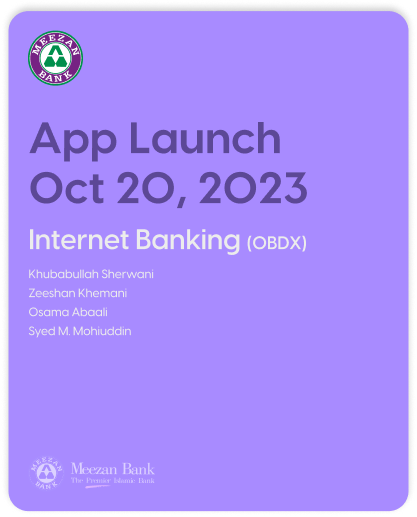 MEEZAN
BANK
App Launch
Oct 20, 2023
Internet Banking (OBDX)
Khubabullah Sherwani
Zeeshan Khemani
Osama Abaali
Syed M. Mohiuddin
MEEZAN
BANK
Meezan Bank
The Premier Islamic Bank